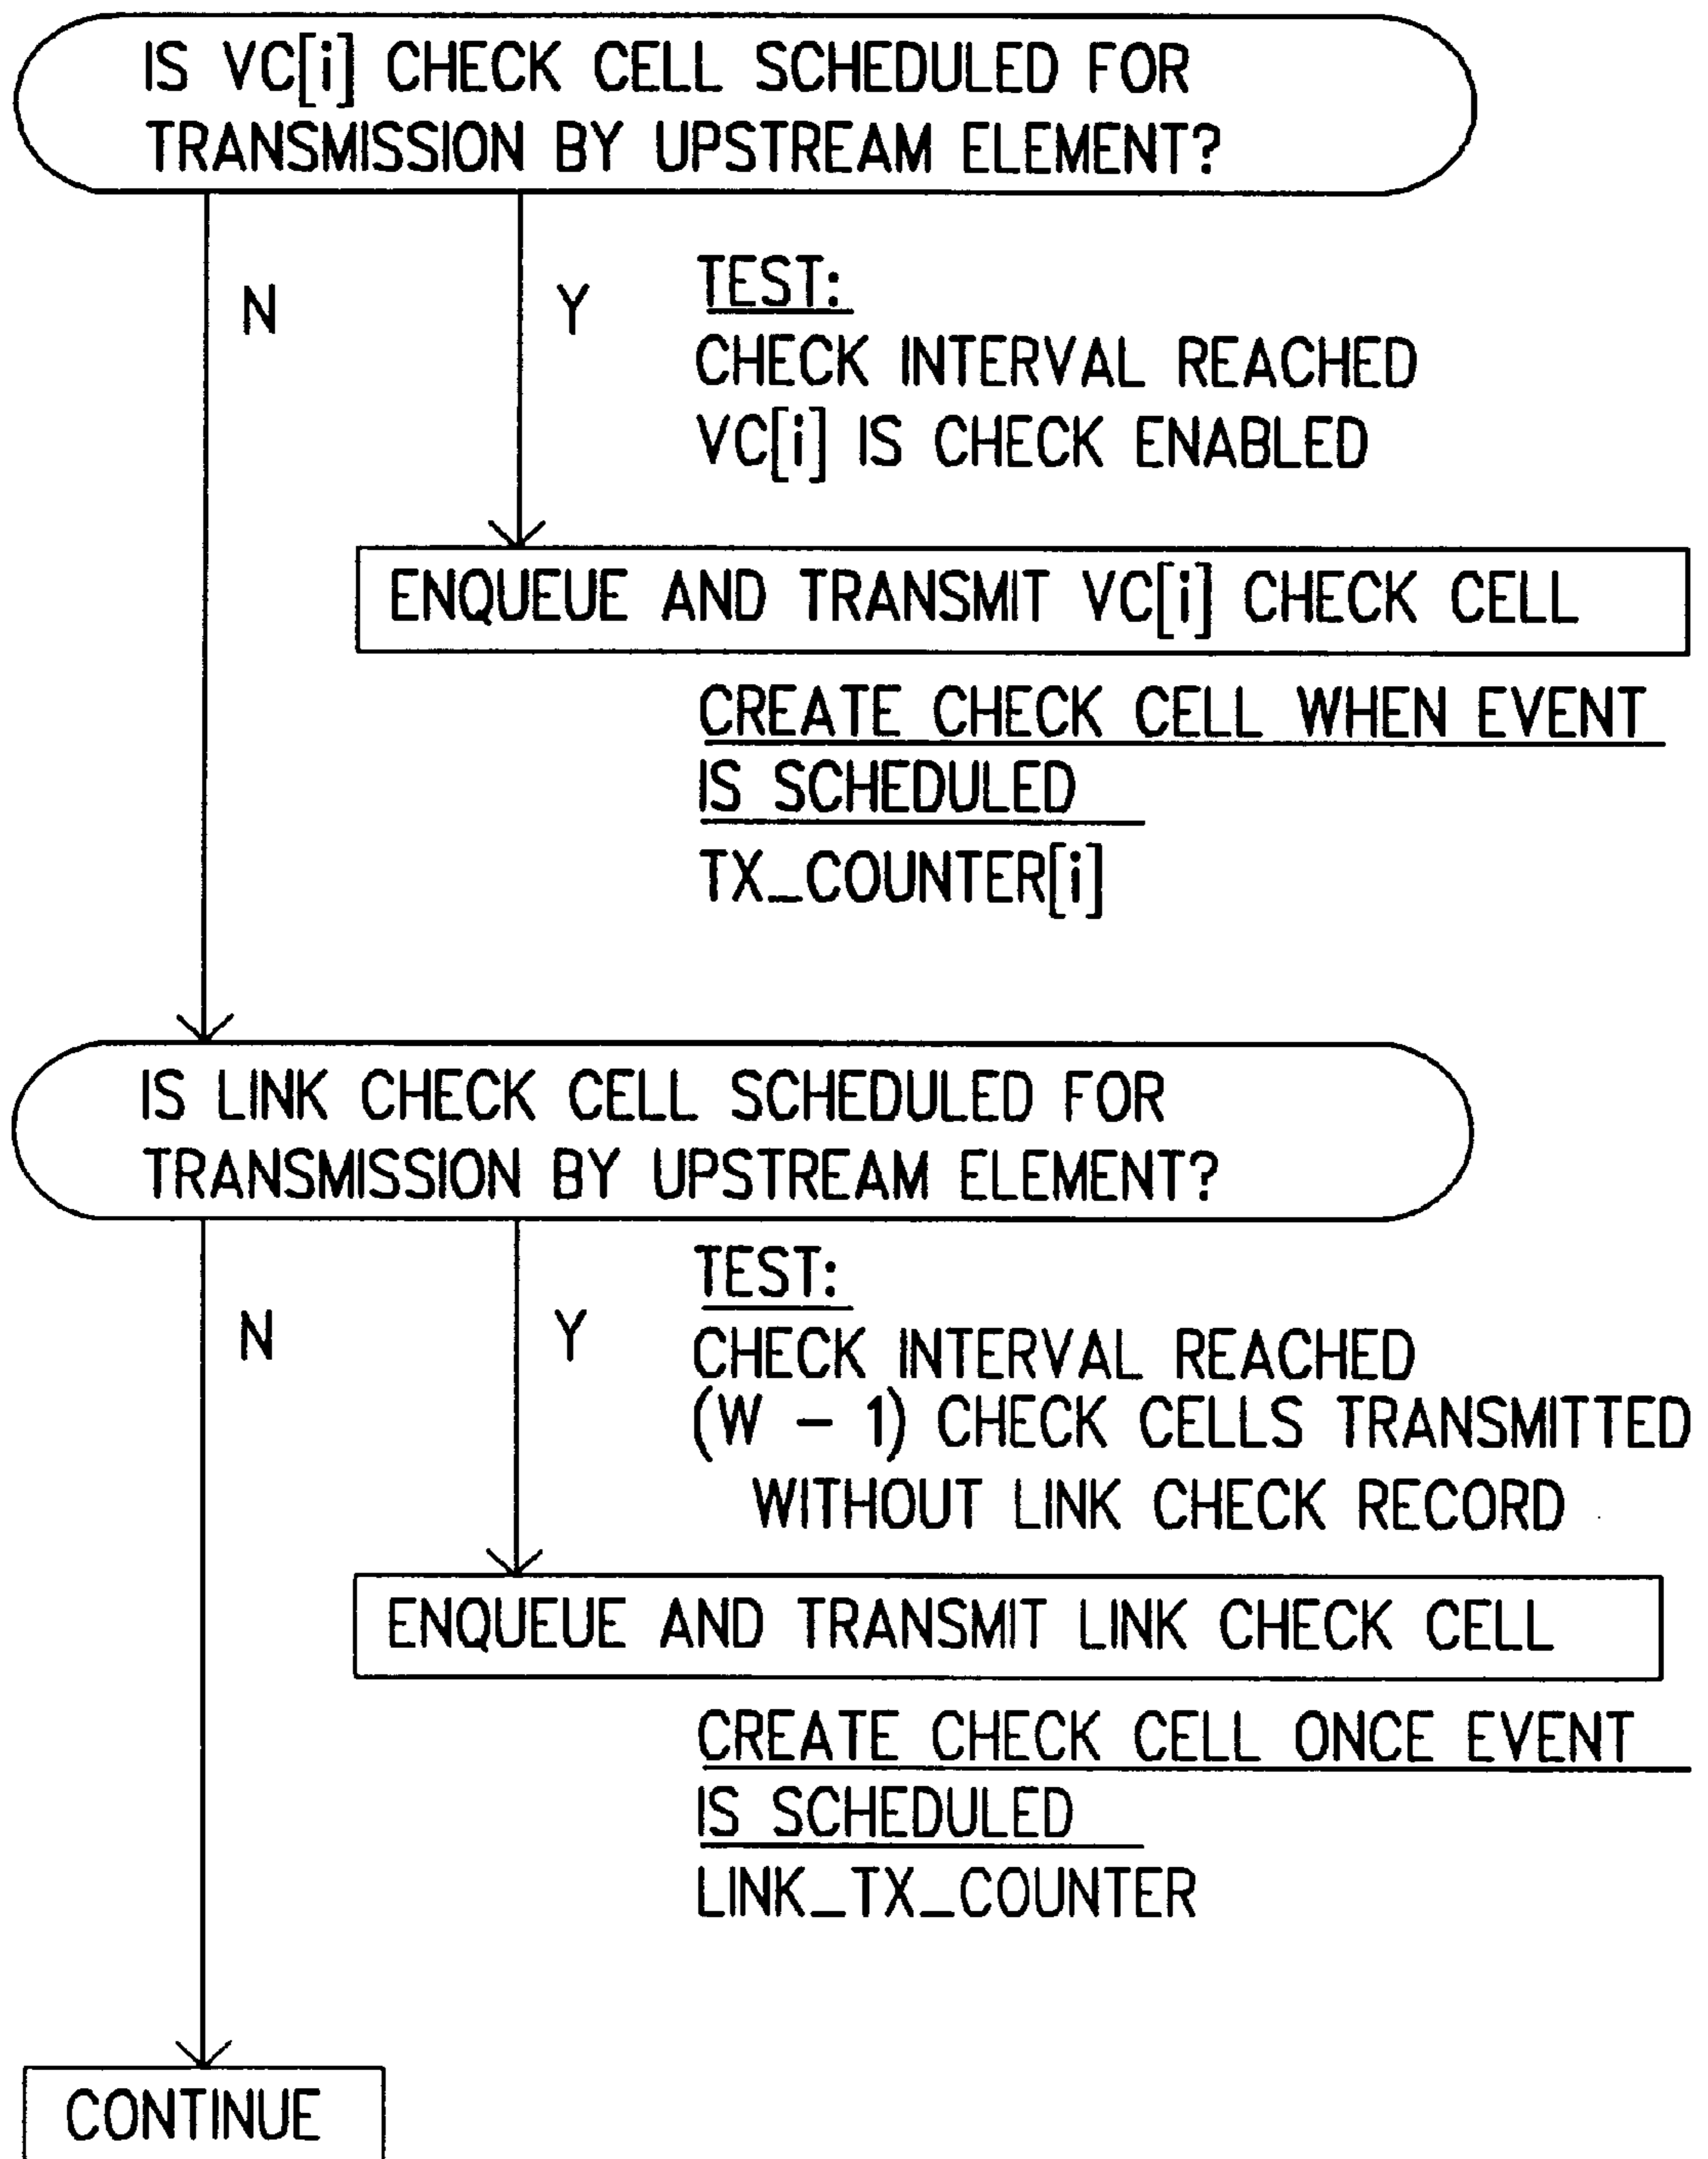 IS VC[i] CHECK CELL SCHEDULED FOR
TRANSMISSION BY UPSTREAM ELEMENT?
N
Y
TEST:
CHECK INTERVAL REACHED
VC[i] IS CHECK ENABLED
ENQUEUE AND TRANSMIT VC[i] CHECK CELL
CREATE CHECK CELL WHEN EVENT
IS SCHEDULED
TX_COUNTER[i]
IS LINK CHECK CELL SCHEDULED FOR
TRANSMISSION BY UPSTREAM ELEMENT?
N
Y
TEST:
CHECK INTERVAL REACHED
(W - 1) CHECK CELLS TRANSMITTED
WITHOUT LINK CHECK RECORD
ENQUEUE AND TRANSMIT LINK CHECK CELL
CREATE CHECK CELL ONCE EVENT
IS SCHEDULED
LINK_TX_COUNTER
CONTINUE